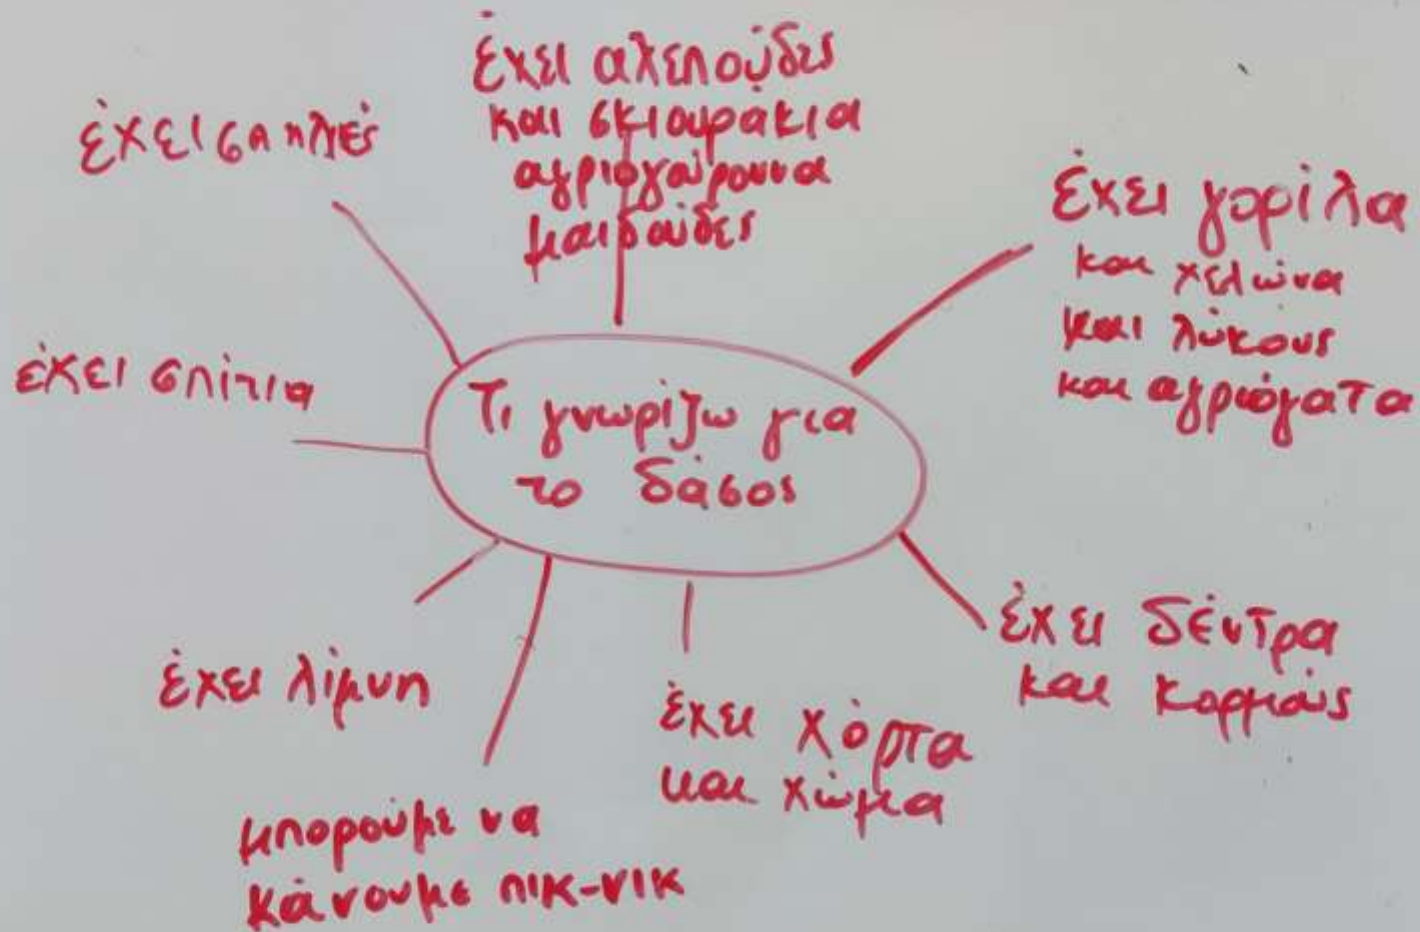 έχει σπηλιές
έχει αλεπούδες
και σκιουράκια
αγριογούρουνα
μαϊμούδες
έχει γορίλα
και χελώνα
και λύκους
και αγριόγατα
έχει σπίτια
Τι γνωρίζω για
το δάσος
έχει λίμνη
μπορούμε να
κάνουμε πικ-νικ
έχει χόρτα
και χώμα
έχει δέντρα
και κορμούς